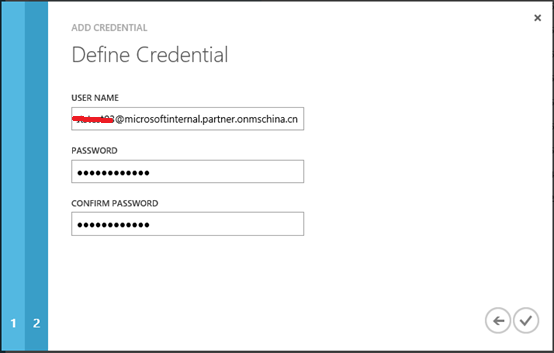 ADD CREDENTIAL
Define Credential
USER NAME
@microsoftinternal.partner.onmschina.cn
PASSWORD
●●●●●●●●●●●●
CONFIRM PASSWORD
●●●●●●●●●●●●
1 2